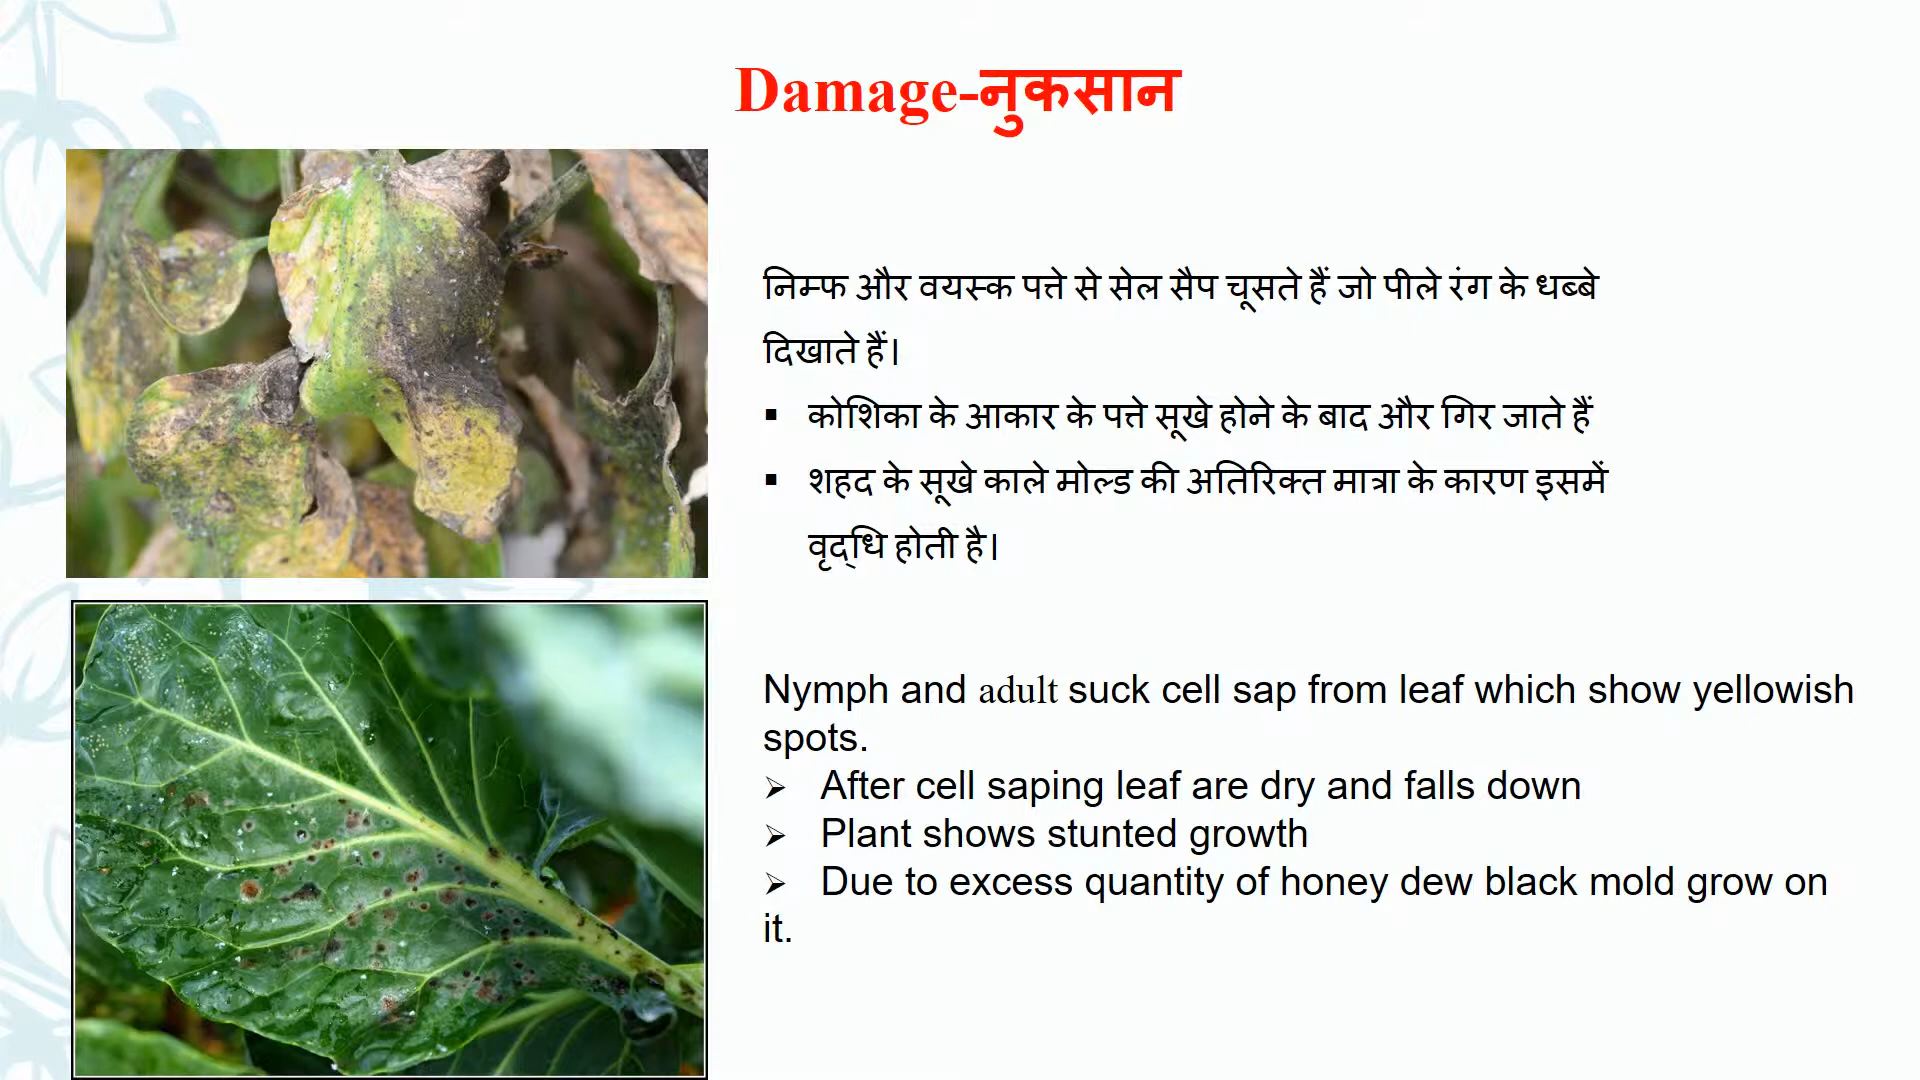 Damage-नुकसान
निम्फ और वयस्क पत्ते से सेल सैप चूसते हैं जो पीले रंग के धब्बे
दिखाते हैं।
▪ कोशिका के आकार के पत्ते सूखे होने के बाद और गिर जाते हैं
▪ शहद के सूखे काले मोल्ड की अतिरिक्त मात्रा के कारण इसमें
वृद्धि होती है।
Nymph and adult suck cell sap from leaf which show yellowish
spots.
➢ After cell saping leaf are dry and falls down
➢ Plant shows stunted growth
➢ Due to excess quantity of honey dew black mold grow on
it.